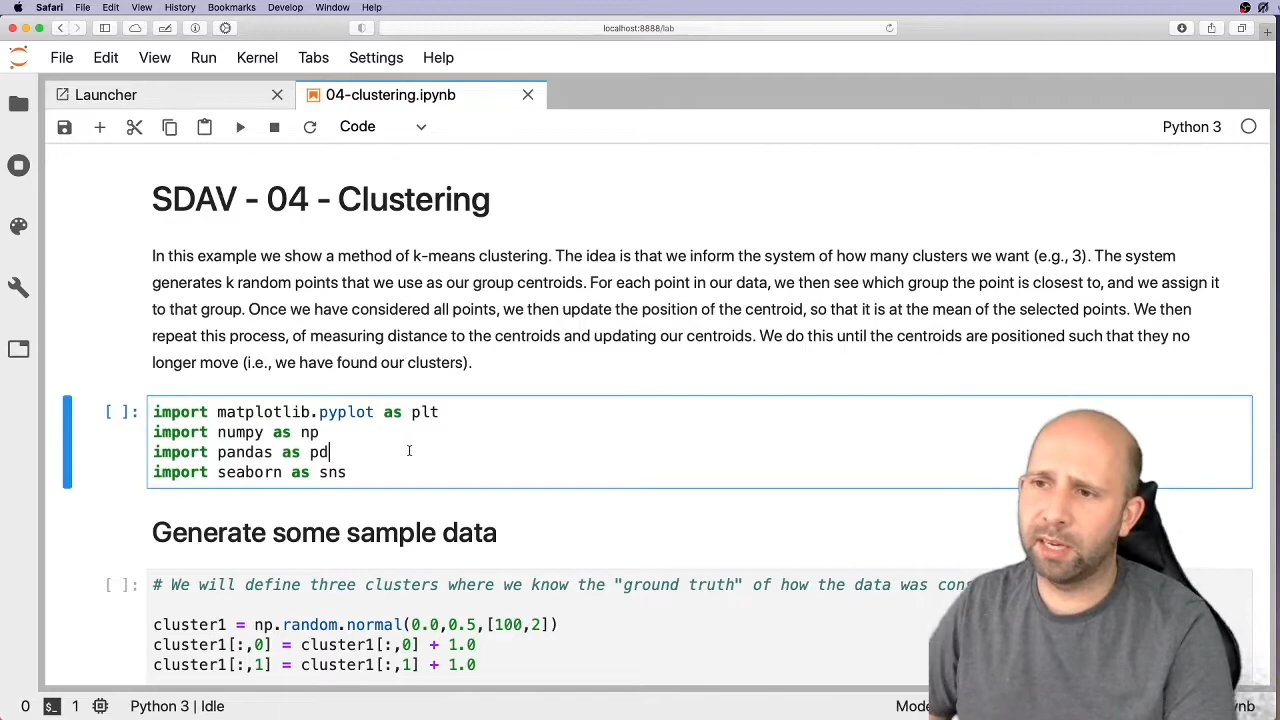 Safari File Edit View History Bookmarks Develop Window Help
localhost:8888/lab
File Edit View Run Kernel Tabs Settings Help
Launcher 04-clustering.ipynb
Code Python 3
SDAV - 04 - Clustering
In this example we show a method of k-means clustering. The idea is that we inform the system of how many clusters we want (e.g., 3). The system
generates k random points that we use as our group centroids. For each point in our data, we then see which group the point is closest to, and we assign it
to that group. Once we have considered all points, we then update the position of the centroid, so that it is at the mean of the selected points. We then
repeat this process, of measuring distance to the centroids and updating our centroids. We do this until the centroids are positioned such that they no
longer move (i.e., we have found our clusters).
[ ]: import matplotlib.pyplot as plt
import numpy as np
import pandas as pd
import seaborn as sns
Generate some sample data
[ ]: # We will define three clusters where we know the "ground truth" of how the data was cons
cluster1 = np.random.normal(0.0,0.5,[100,2])
cluster1[:,0] = cluster1[:,0] + 1.0
cluster1[:,1] = cluster1[:,1] + 1.0
0 $_ 1 Python 3 | Idle Mode ynb